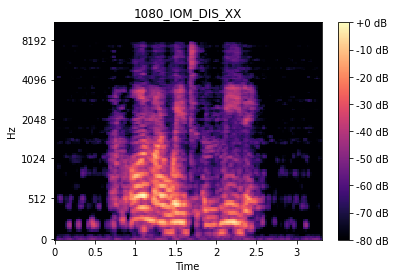 1080_IOM_DIS_XX
+0 dB
8192
-10 dB
4096
-20 dB
-30 dB
2048
Hz
-40 dB
1024
-50 dB
512
-60 dB
-70 dB
0
-80 dB
0 0.5 1 1.5 2 2.5 3
Time